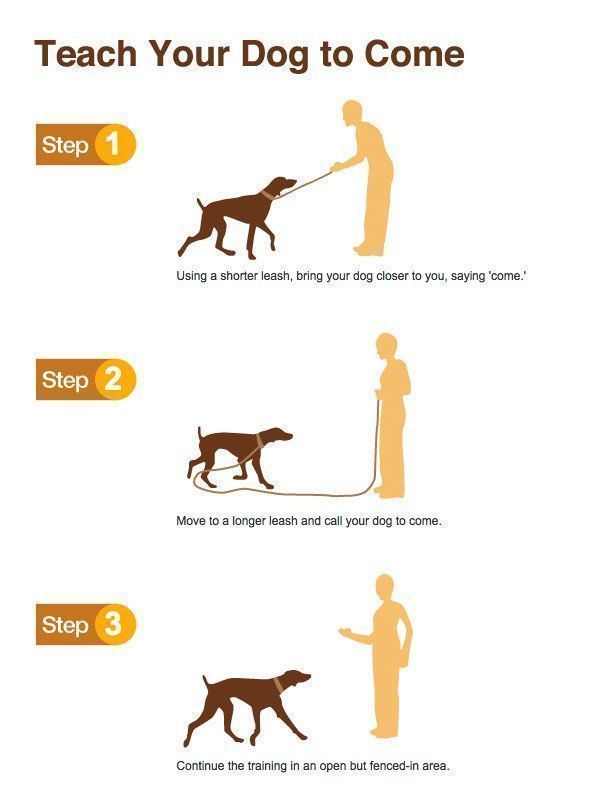 Teach Your Dog to Come
Step 1
Using a shorter leash, bring your dog closer to you, saying 'come.'
Step 2
Move to a longer leash and call your dog to come.
Step 3
Continue the training in an open but fenced-in area.